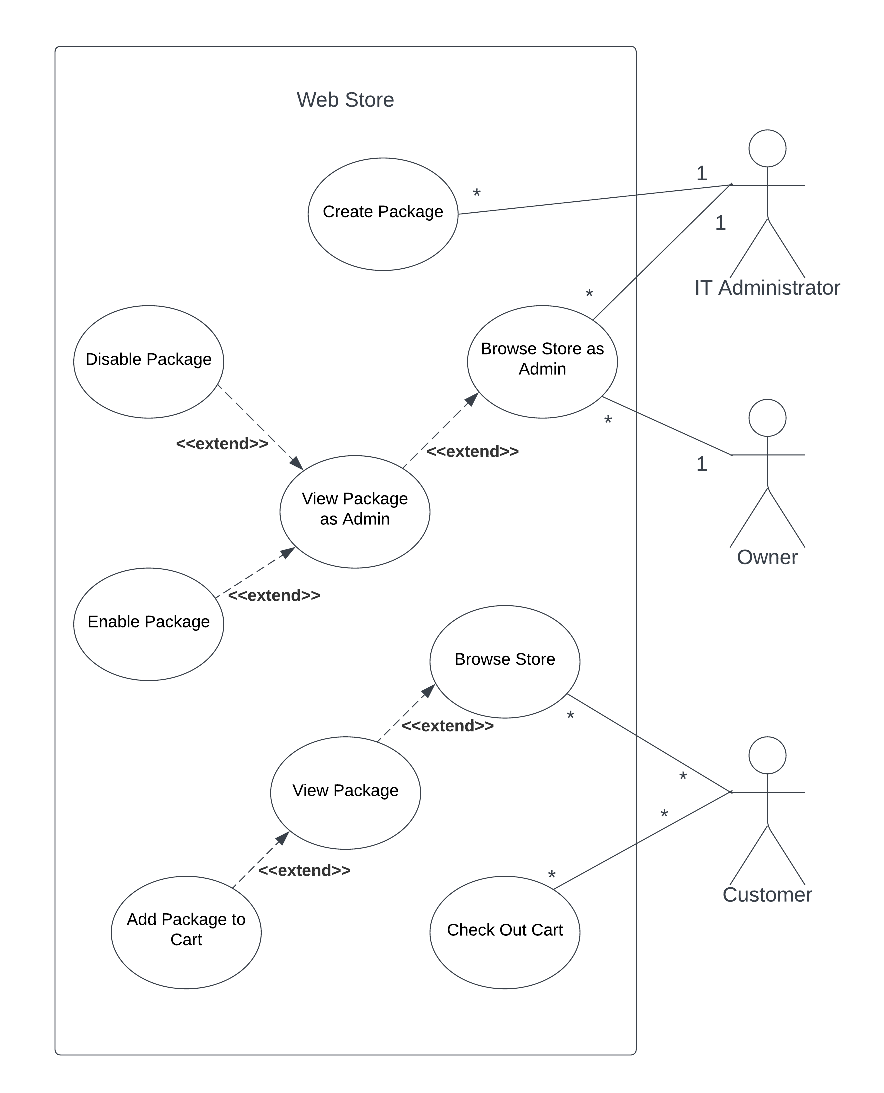 Web Store
Create Package
*
1
1
IT Administrator
*
Disable Package
Browse Store as
Admin
*
1
<<extend>>
<<extend>>
View Package
as Admin
Owner
Enable Package
<<extend>>
Browse Store
<<extend>>
*
*
View Package
*
<<extend>>
*
Customer
Add Package to
Cart
Check Out Cart